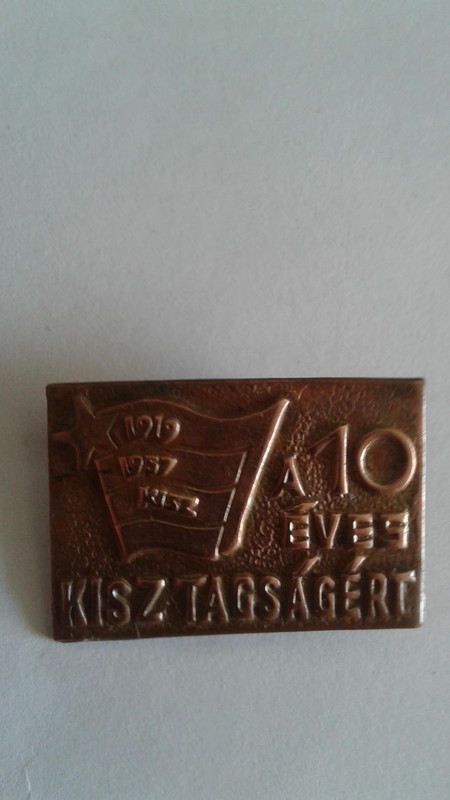 1919
1957
KISZ
A 10
ÉVES
KISZ TAGSÁGÉRT